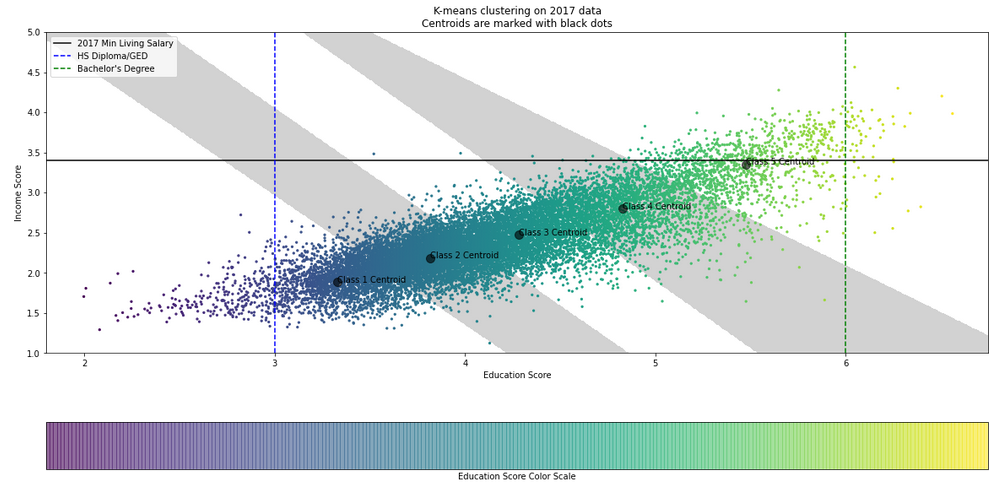 K-means clustering on 2017 data
Centroids are marked with black dots
5.0
4.5
4.0
3.5
3.0
2.5
2.0
1.5
1.0
Income Score
2017 Min Living Salary
HS Diploma/GED
Bachelor's Degree
Class 5 Centroid
Class 4 Centroid
Class 3 Centroid
Class 2 Centroid
Class 1 Centroid
2 3 4 5 6
Education Score
Education Score Color Scale